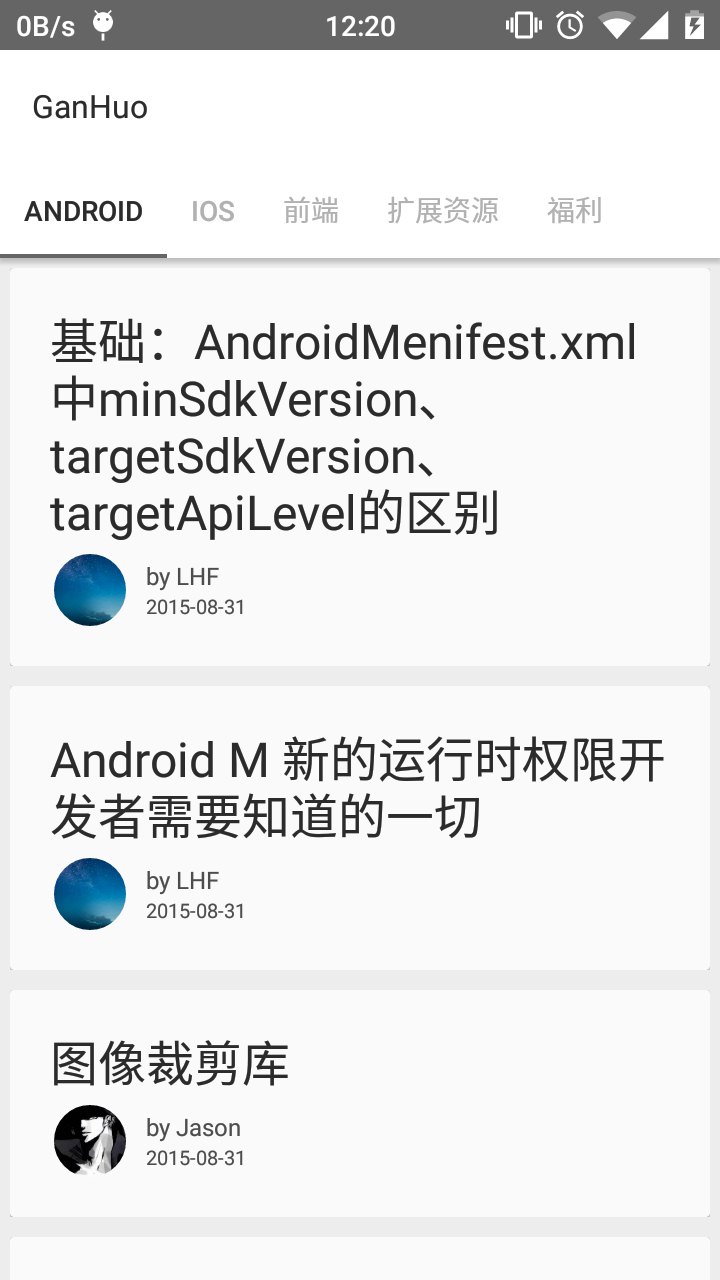 0B/s
12:20
GanHuo
ANDROID IOS 前端 扩展资源 福利
基础：AndroidMenifest.xml
中minSdkVersion、
targetSdkVersion、
targetApiLevel的区别
by LHF
2015-08-31
Android M 新的运行时权限开
发者需要知道的一切
by LHF
2015-08-31
图像裁剪库
by Jason
2015-08-31